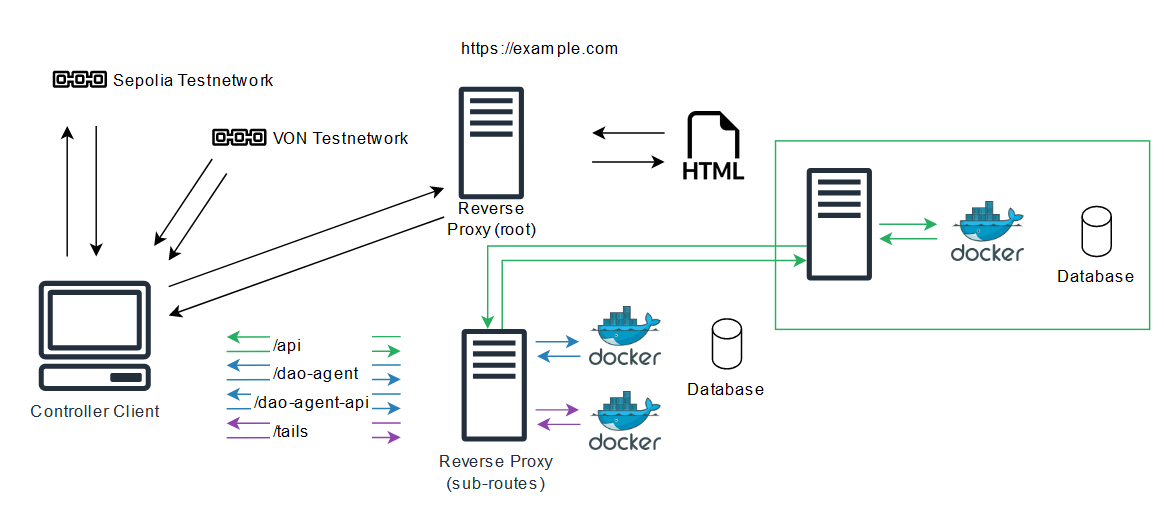 https://example.com
Sepolia Testnetwork
VON Testnetwork
HTML
Reverse
Proxy (root)
docker
Database
Controller Client
/api
/dao-agent
/dao-agent-api
/tails
docker
Database
docker
Reverse Proxy
(sub-routes)